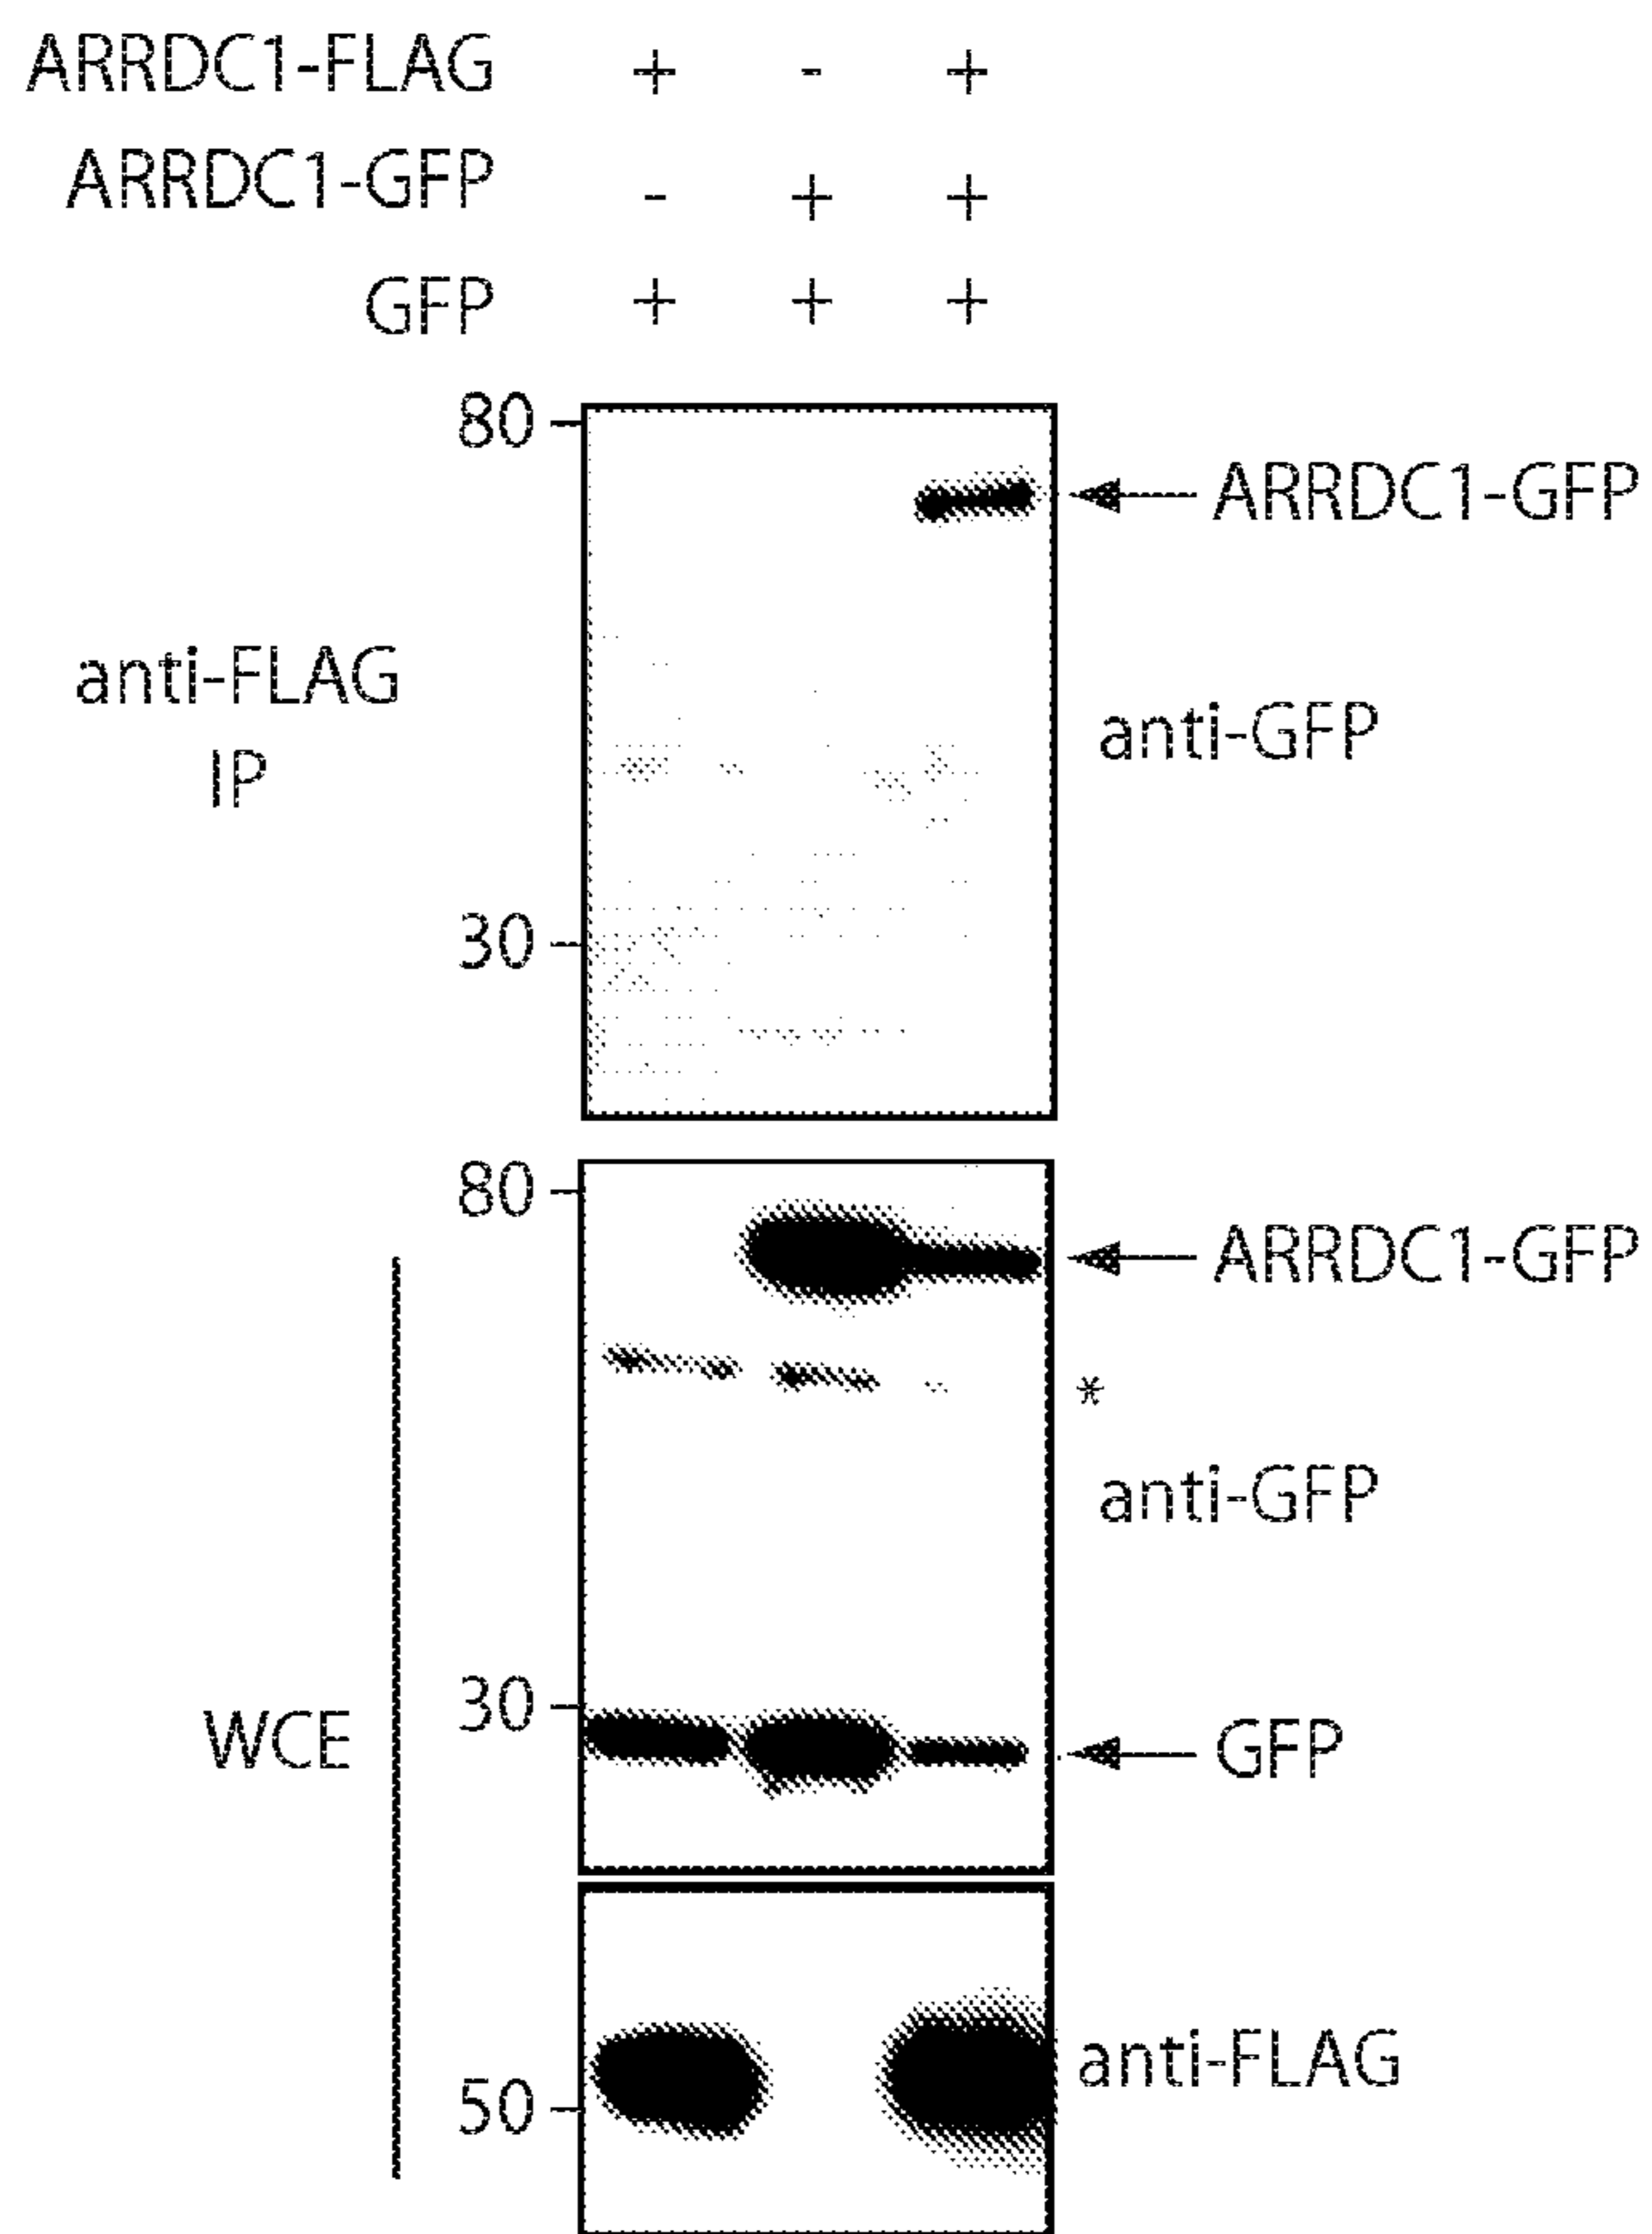 ARRDC1-FLAG + - +
ARRDC1-GFP - + +
GFP + + +
80
ARRDC1-GFP
anti-FLAG
IP
anti-GFP
30
80
ARRDC1-GFP
*
anti-GFP
30
WCE
GFP
anti-FLAG
50